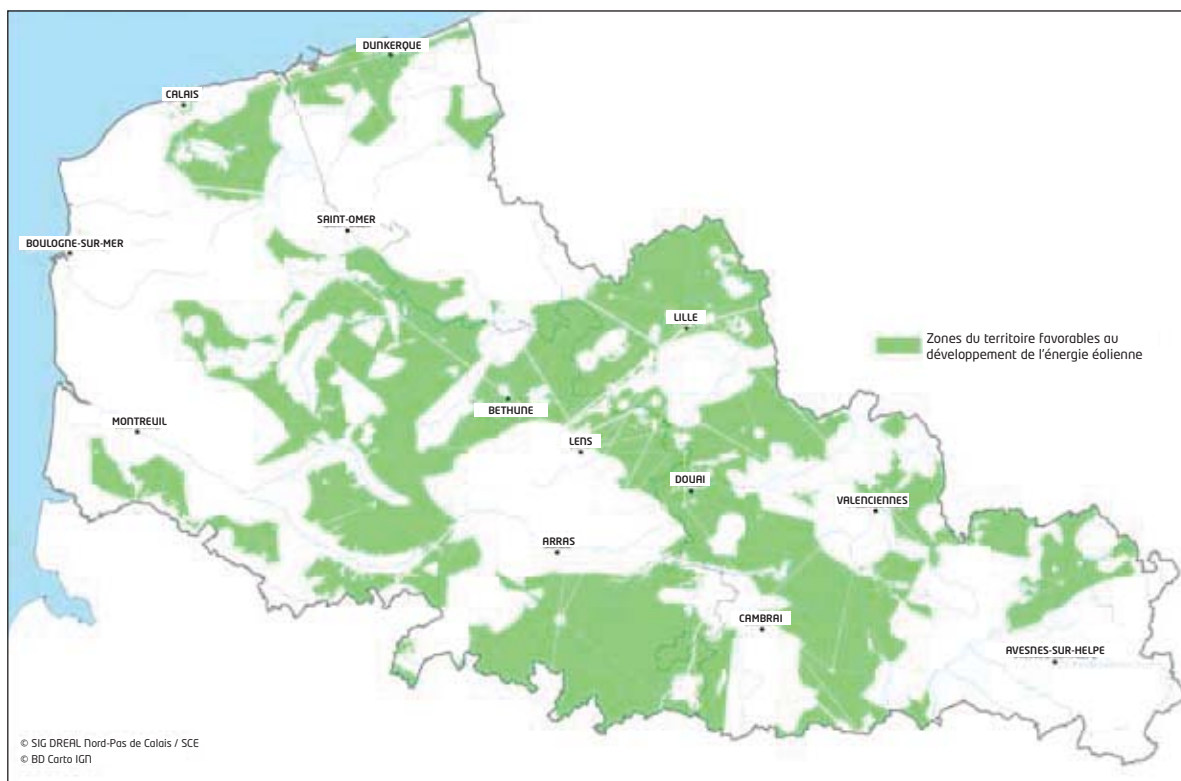 DUNKERQUE
CALAIS
SAINT-OMER
BOULOGNE-SUR-MER
LILLE
Zones du territoire favorables au
développement de l'énergie éolienne
BETHUNE
MONTREUIL
LENS
DOUAI
VALENCIENNES
ARRAS
CAMBRAI
AVESNES-SUR-HELPE
© SIG DREAL Nord-Pas de Calais / SCE
© BD Carto IGN